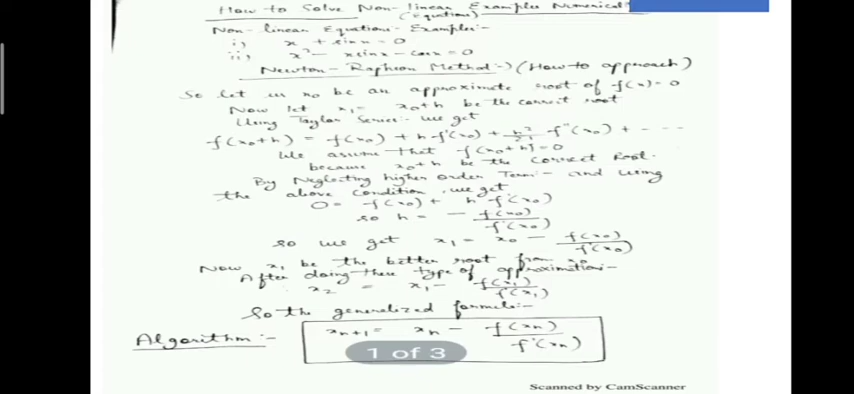 How to Solve Non-linear Examples Numerical
(Equations)
Non-linear Equations Examples:-
i) x + sin x = 0
ii) x² - x sin x - cos x = 0
Newton-Raphson Method:-) (How to approach)
So let us x₀ be an approximate root of f(x) = 0
Now let x₁ = x₀+h be the correct root
Using Taylor Series we get
f(x₀+h) = f(x₀) + h f'(x₀) + h²/2! f''(x₀) + - - - -
We assume that f(x₀+h) = 0
because x₀+h be the correct Root.
By Neglecting higher order Term:- and using
the above condition, we get
0 = f(x₀) + h f'(x₀)
so h = - f(x₀)/f'(x₀)
so we get x₁ = x₀ - f(x₀)/f'(x₀)
Now x₁ be the better root from x₀
After doing these type of approximation:-
x₂ = x₁ - f(x₁)/f'(x₁)
So the generalized formula:-
Algorithm:- xₙ₊₁ = xₙ - f(xₙ)/f'(xₙ)
1 of 3
Scanned by CamScanner